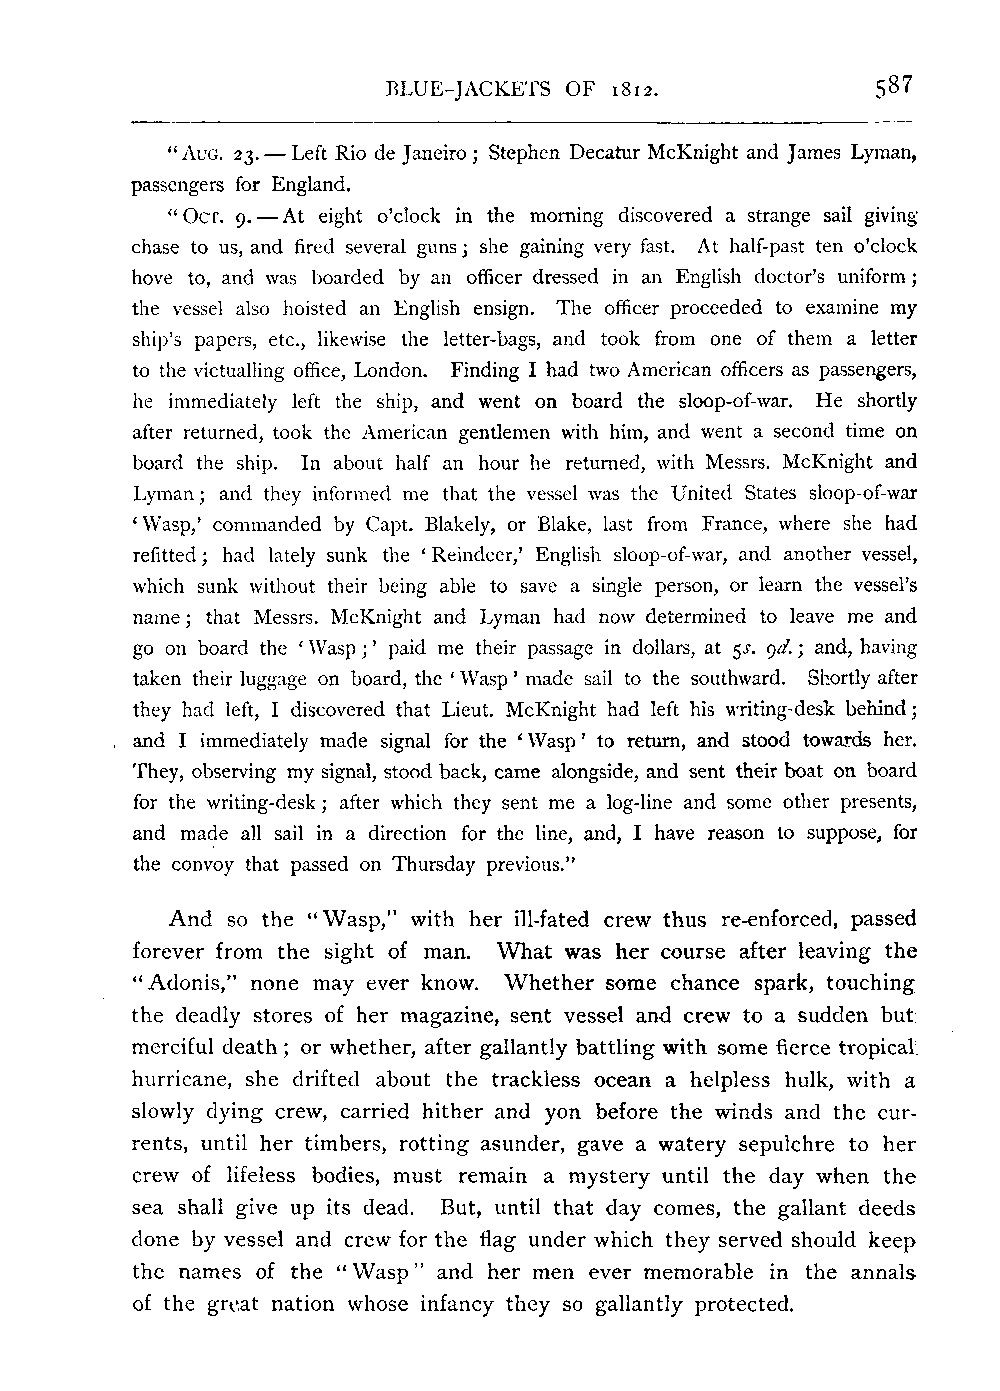 BLUE-JACKETS OF 1812. 587
"AUG. 23. — Left Rio de Janeiro; Stephen Decatur McKnight and James Lyman,
passengers for England.
"OCT. 9. — At eight o'clock in the morning discovered a strange sail giving
chase to us, and fired several guns; she gaining very fast. At half-past ten o'clock
hove to, and was boarded by an officer dressed in an English doctor's uniform;
the vessel also hoisted an English ensign. The officer proceeded to examine my
ship's papers, etc., likewise the letter-bags, and took from one of them a letter
to the victualling office, London. Finding I had two American officers as passengers,
he immediately left the ship, and went on board the sloop-of-war. He shortly
after returned, took the American gentlemen with him, and went a second time on
board the ship. In about half an hour he returned, with Messrs. McKnight and
Lyman; and they informed me that the vessel was the United States sloop-of-war
'Wasp,' commanded by Capt. Blakely, or Blake, last from France, where she had
refitted; had lately sunk the 'Reindeer,' English sloop-of-war, and another vessel,
which sunk without their being able to save a single person, or learn the vessel's
name; that Messrs. McKnight and Lyman had now determined to leave me and
go on board the 'Wasp;' paid me their passage in dollars, at 5s. 9d.; and, having
taken their luggage on board, the 'Wasp' made sail to the southward. Shortly after
they had left, I discovered that Lieut. McKnight had left his writing-desk behind;
and I immediately made signal for the 'Wasp' to return, and stood towards her.
They, observing my signal, stood back, came alongside, and sent their boat on board
for the writing-desk; after which they sent me a log-line and some other presents,
and made all sail in a direction for the line, and, I have reason to suppose, for
the convoy that passed on Thursday previous."
And so the "Wasp," with her ill-fated crew thus re-enforced, passed
forever from the sight of man. What was her course after leaving the
"Adonis," none may ever know. Whether some chance spark, touching
the deadly stores of her magazine, sent vessel and crew to a sudden but
merciful death; or whether, after gallantly battling with some fierce tropical
hurricane, she drifted about the trackless ocean a helpless hulk, with a
slowly dying crew, carried hither and yon before the winds and the cur-
rents, until her timbers, rotting asunder, gave a watery sepulchre to her
crew of lifeless bodies, must remain a mystery until the day when the
sea shall give up its dead. But, until that day comes, the gallant deeds
done by vessel and crew for the flag under which they served should keep
the names of the "Wasp" and her men ever memorable in the annals
of the great nation whose infancy they so gallantly protected.